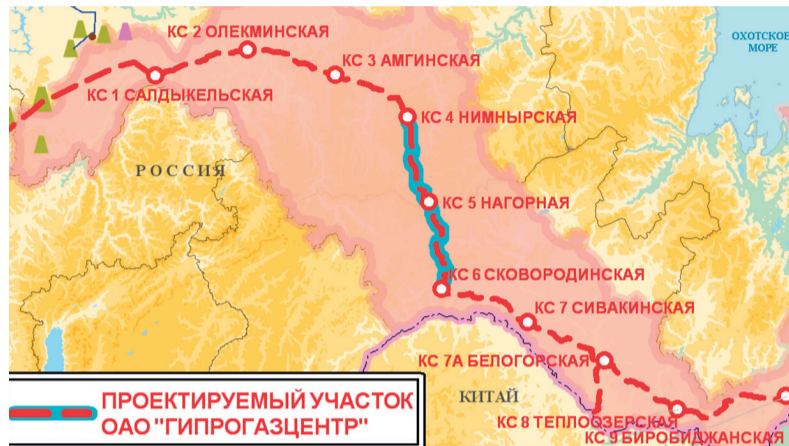 КС 2 ОЛЕКМИНСКАЯ
ОХОТСКОЕ
МОРЕ
КС 3 АМГИНСКАЯ
КС 1 САЛДЫКЕЛЬСКАЯ
КС 4 НИМНЫРСКАЯ
РОССИЯ
КС 5 НАГОРНАЯ
КС 6 СКОВОРОДИНСКАЯ
КС 7 СИВАКИНСКАЯ
КС 7А БЕЛОГОРСКАЯ
КИТАЙ
ПРОЕКТИРУЕМЫЙ УЧАСТОК
ОАО "ГИПРОГАЗЦЕНТР"
КС 8 ТЕПЛООЗЕРСКАЯ
КС 9 БИРОБИДЖАНСКАЯ